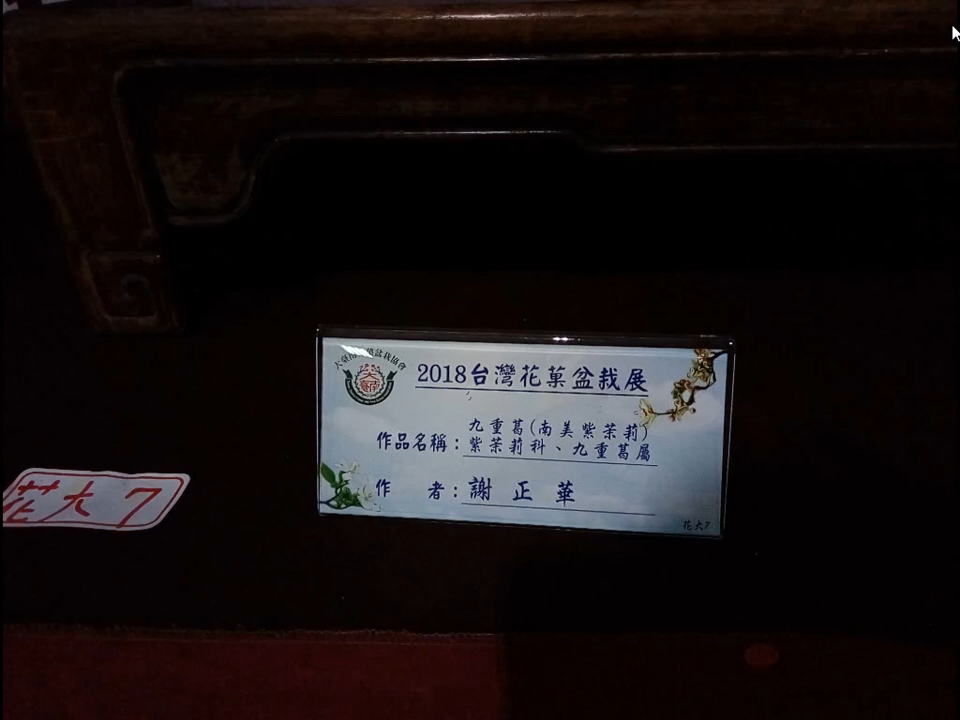 2018台灣花菓盆栽展
作品名稱：九重葛(南美紫茉莉)
紫茉莉科、九重葛屬
作 者：謝正華
花大7
花大7